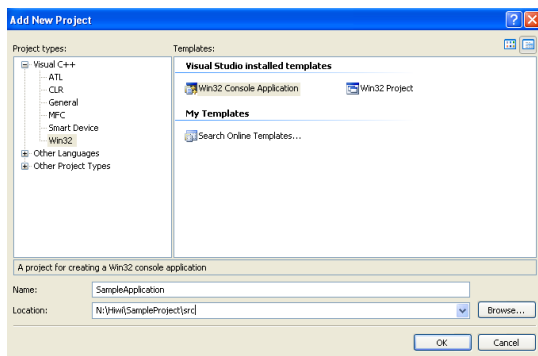 Add New Project
Project types:
Templates:
Visual C++
ATL
CLR
General
MFC
Smart Device
Win32
Other Languages
Other Project Types
Visual Studio installed templates
Win32 Console Application
Win32 Project
My Templates
Search Online Templates...
A project for creating a Win32 console application
Name:
SampleApplication
Location:
N:\Hiwi\SampleProject\src
Browse...
OK
Cancel